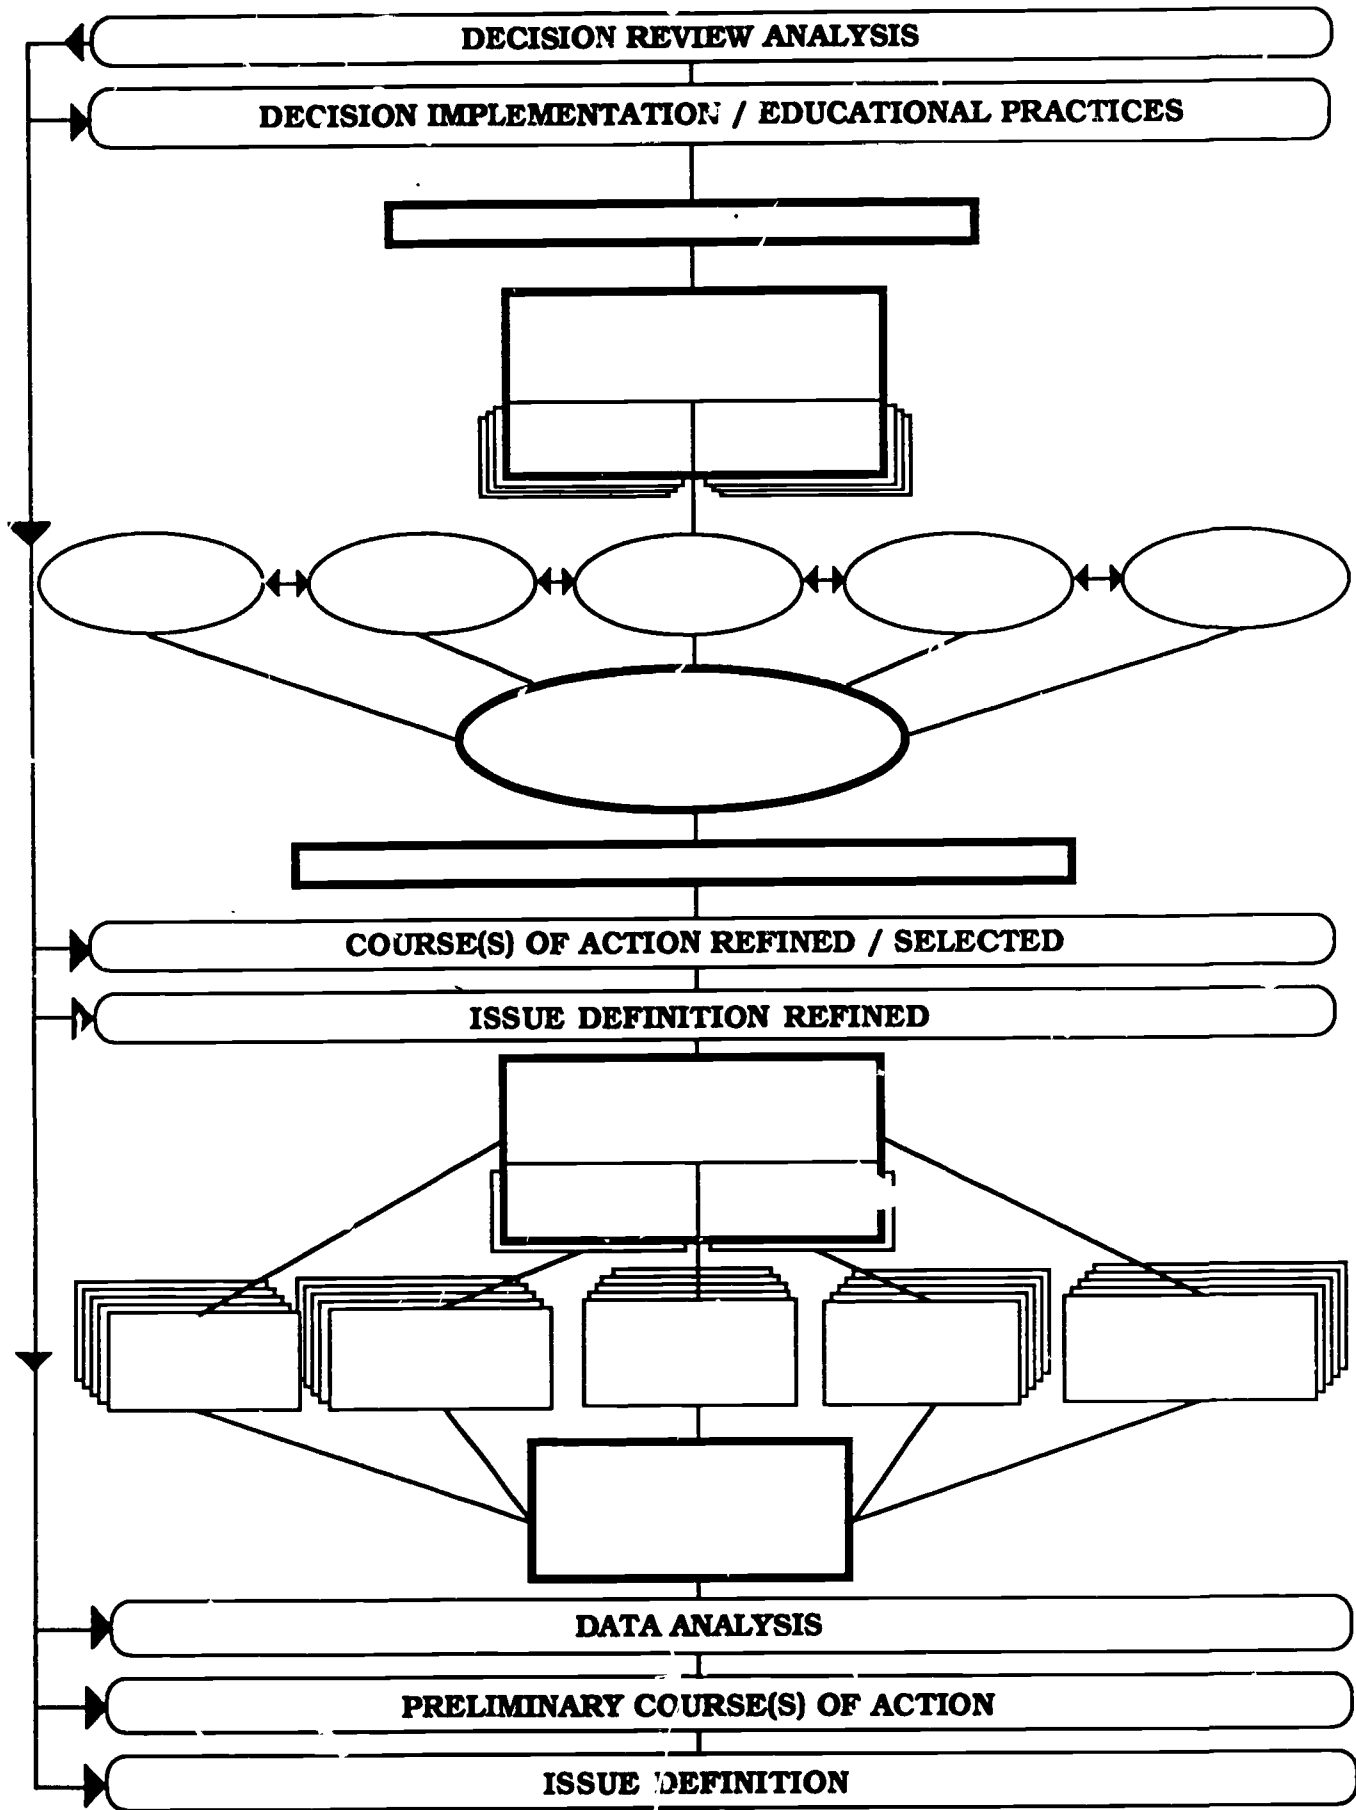 DECISION REVIEW ANALYSIS
DECISION IMPLEMENTATION / EDUCATIONAL PRACTICES
COURSE(S) OF ACTION REFINED / SELECTED
ISSUE DEFINITION REFINED
DATA ANALYSIS
PRELIMINARY COURSE(S) OF ACTION
ISSUE DEFINITION